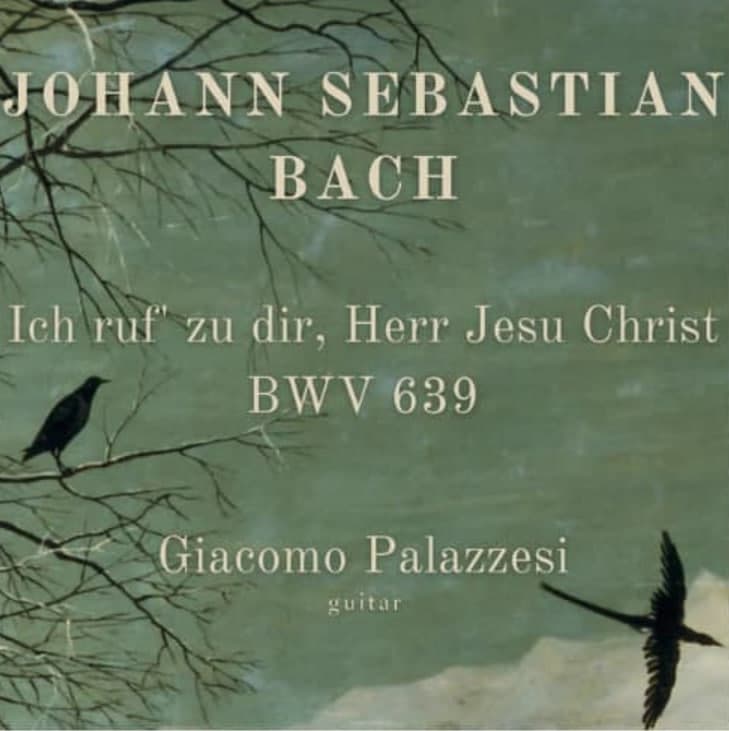 JOHANN SEBASTIAN
BACH
Ich ruf' zu dir, Herr Jesu Christ
BWV 639
Giacomo Palazzesi
guitar